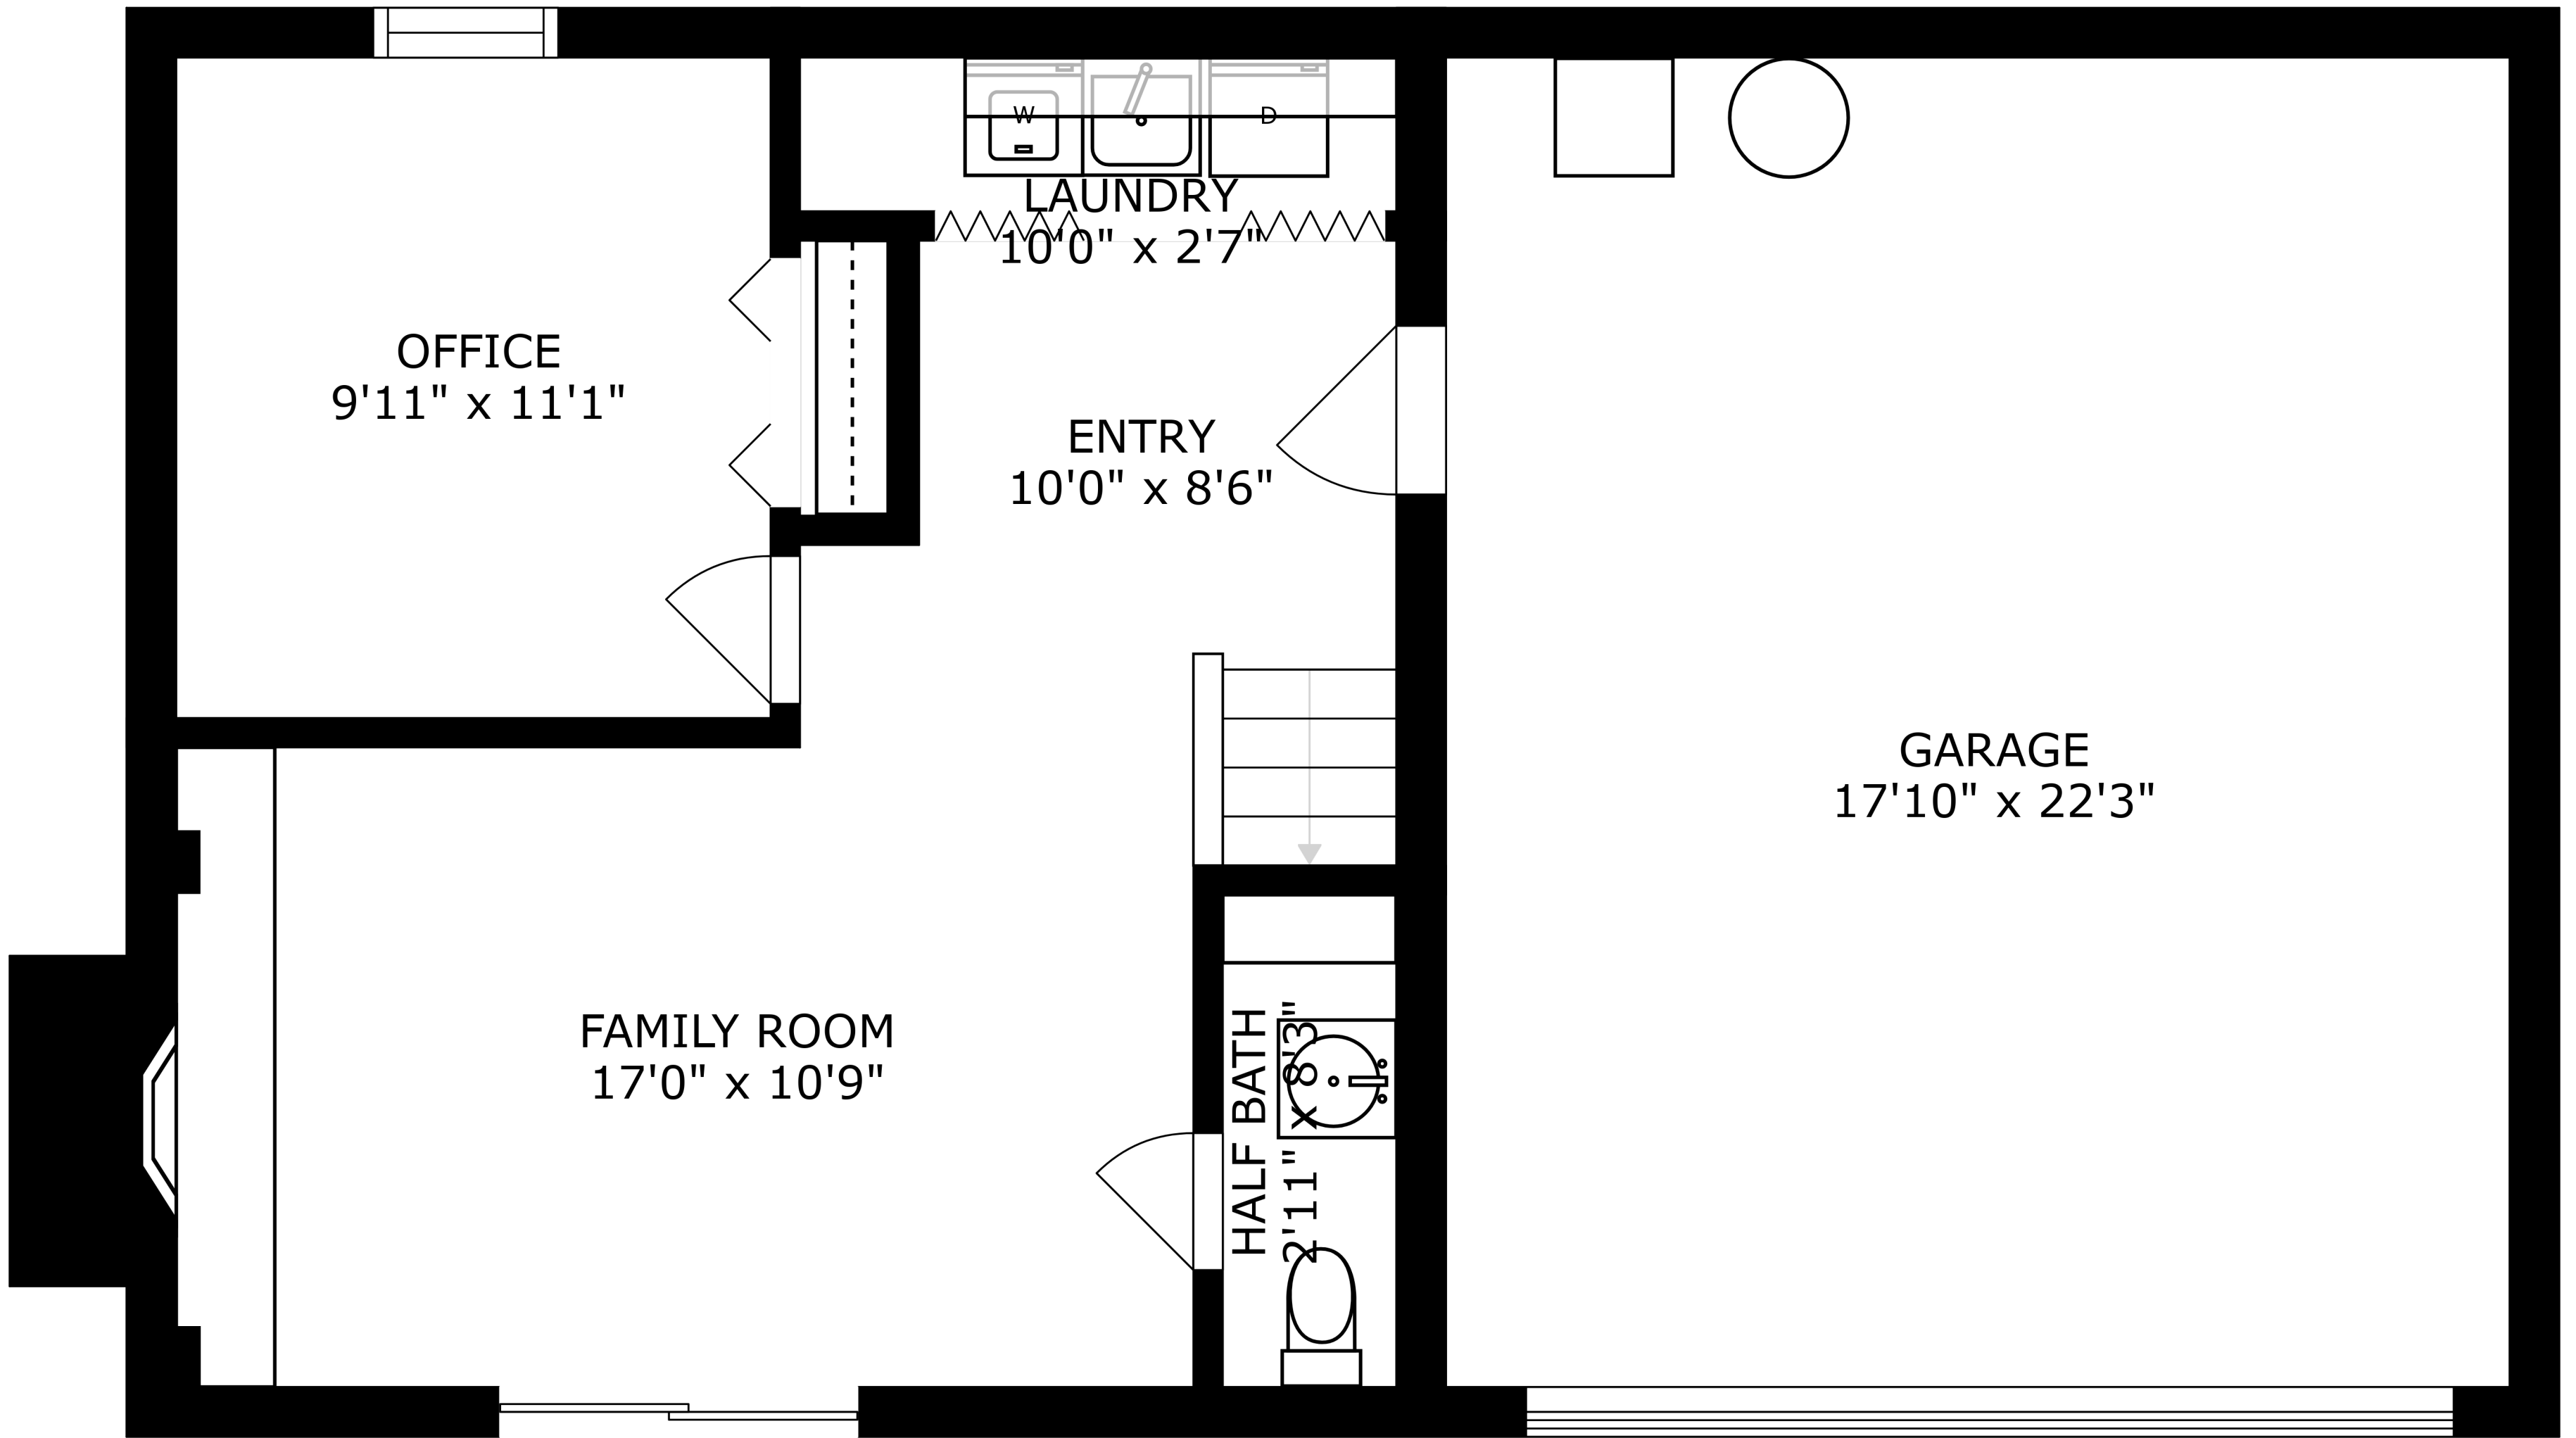 W
D
LAUNDRY
10'0" x 2'7"
OFFICE
9'11" x 11'1"
ENTRY
10'0" x 8'6"
GARAGE
17'10" x 22'3"
FAMILY ROOM
17'0" x 10'9"
HALF BATH
2'11" x 8'3"